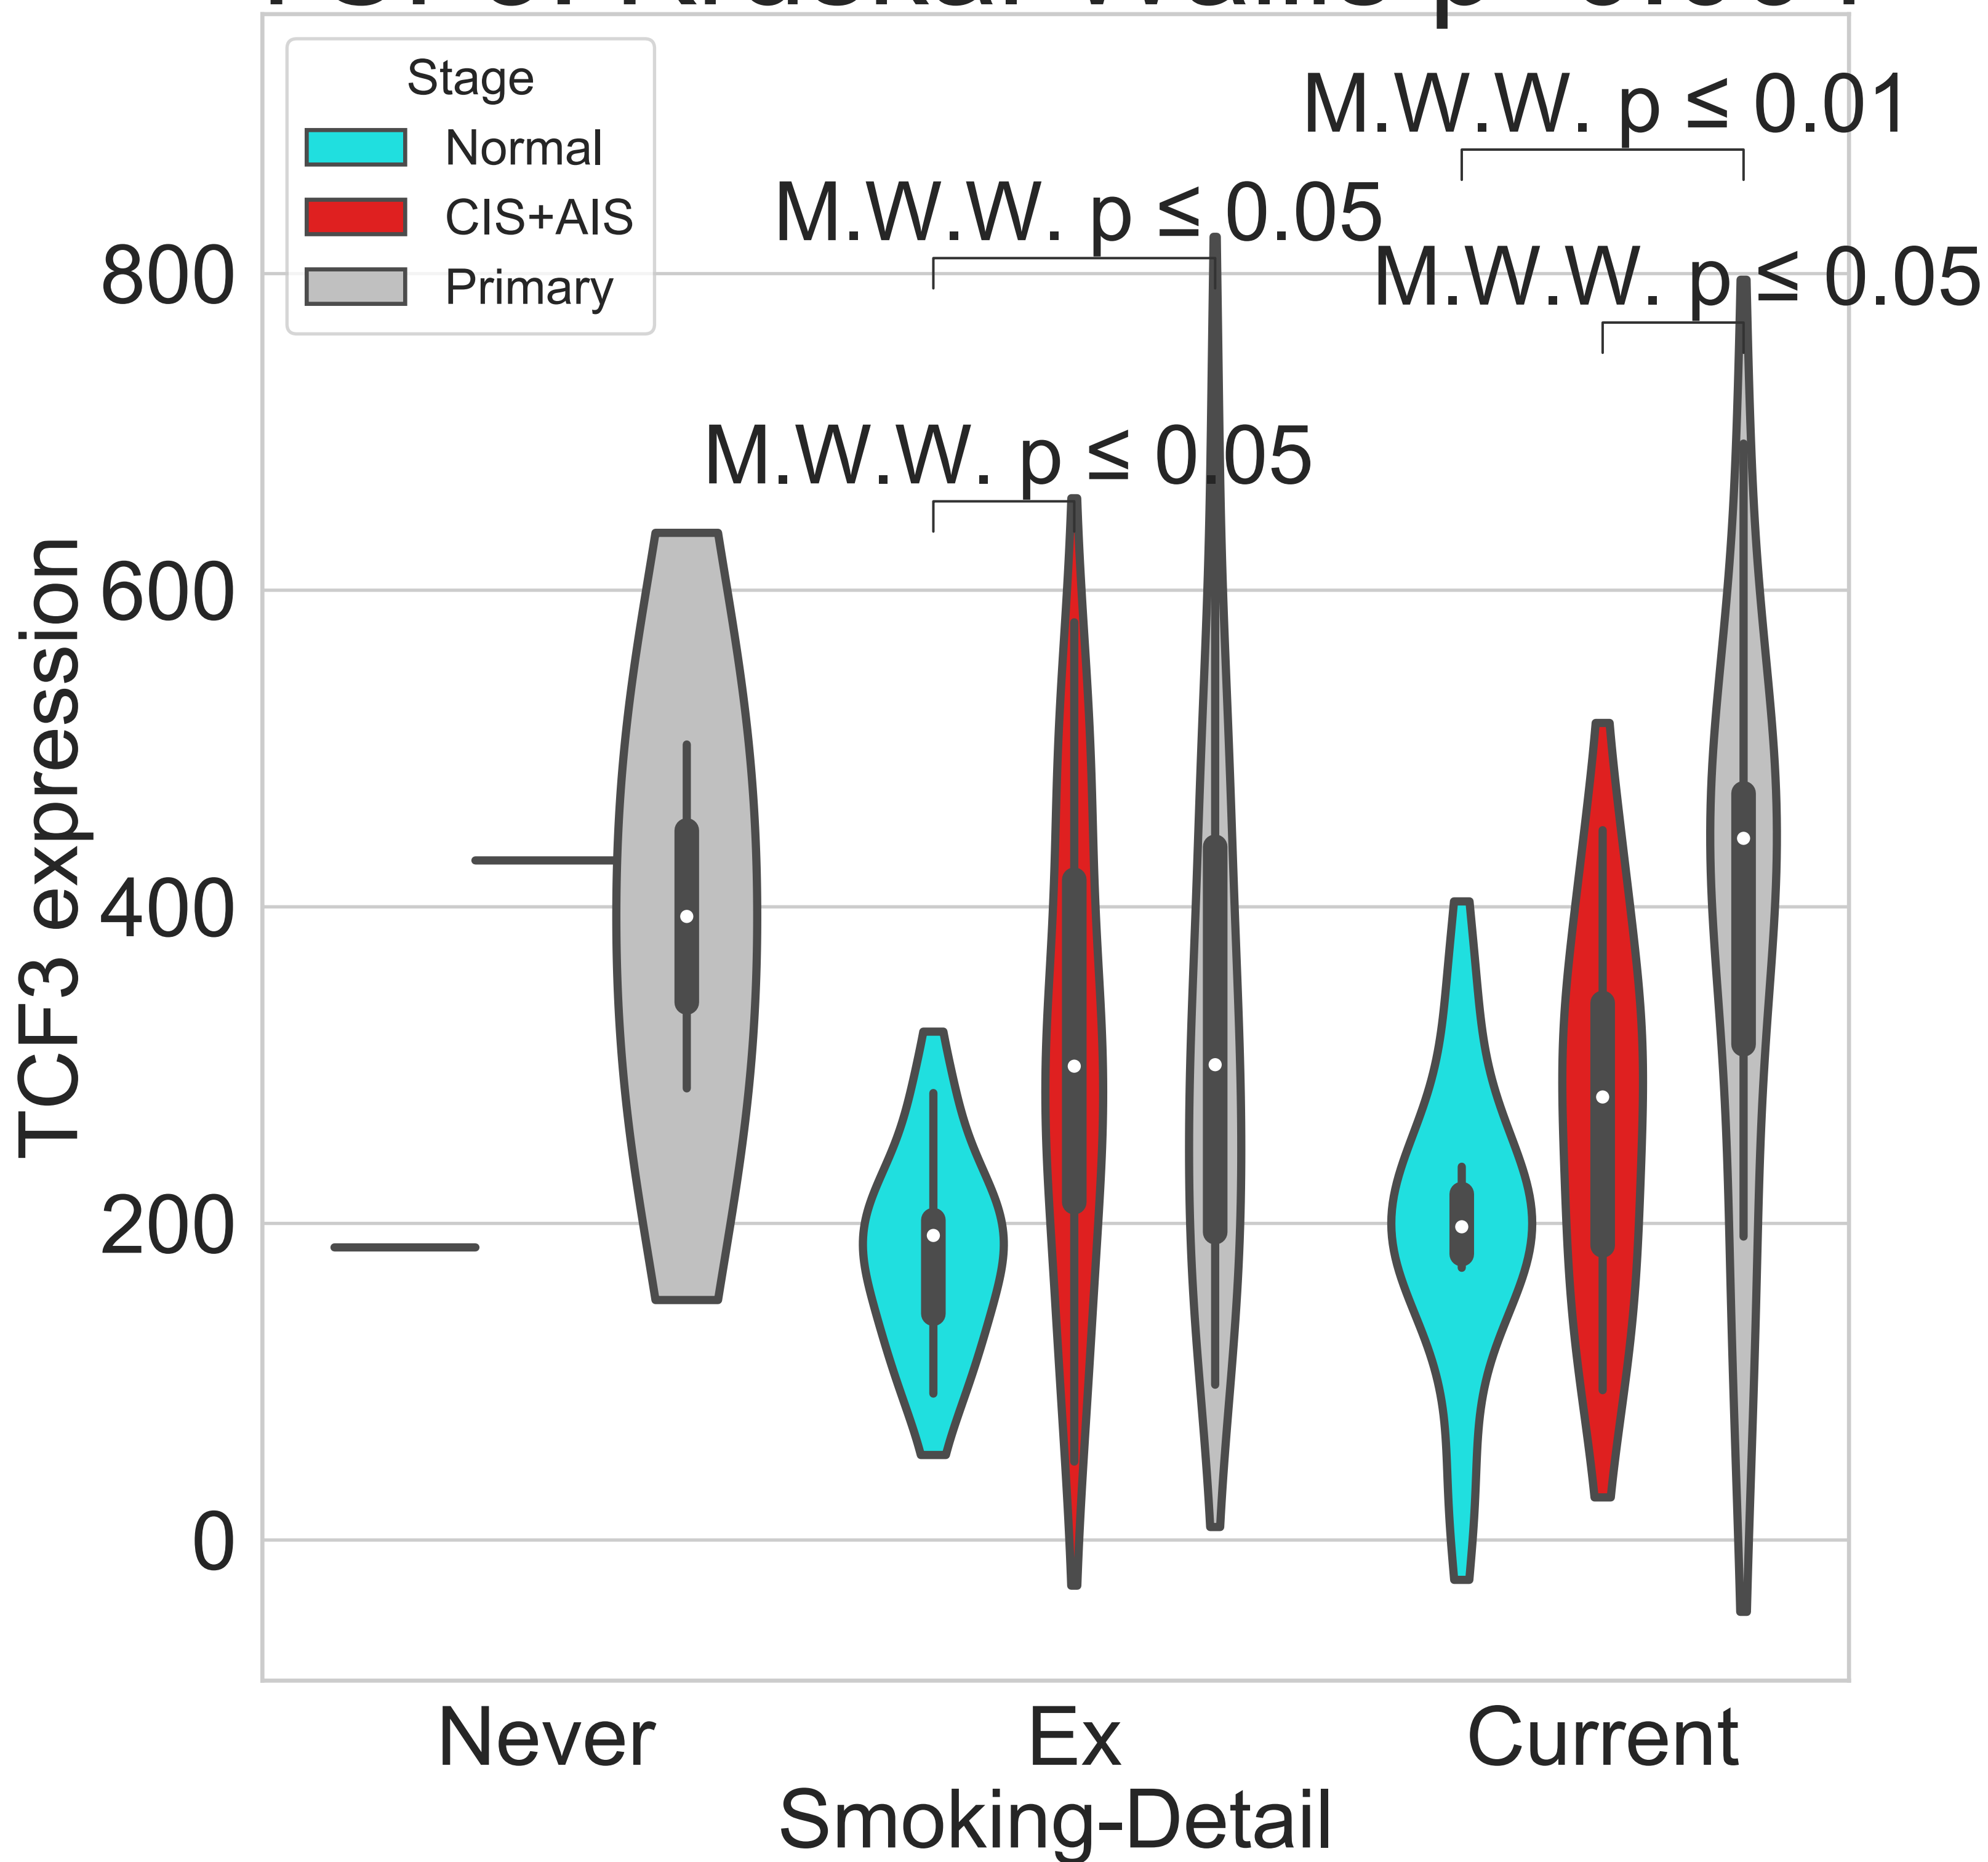 Stage
Normal
CIS+AIS
Primary
M.W.W. p ≤ 0.01
M.W.W. p ≤ 0.05
M.W.W. p ≤ 0.05
M.W.W. p ≤ 0.05
TCF3 expression
800
600
400
200
0
Never
Ex
Current
Smoking-Detail